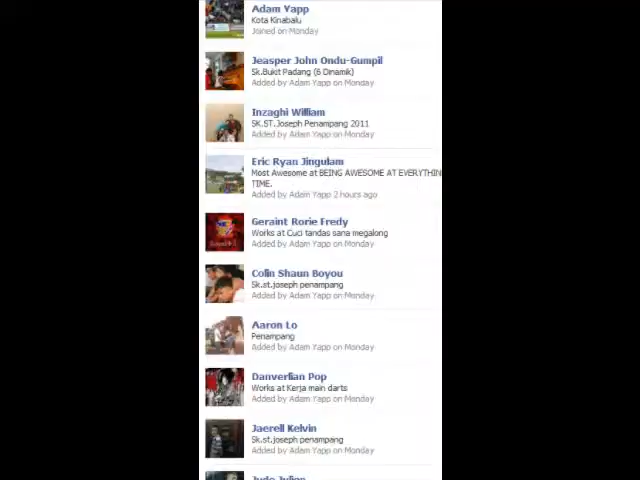 Adam Yapp
Kota Kinabalu
Joined on Monday
Jeasper John Ondu-Gumpil
Sk.Bukit Padang (6 Dinamik)
Added by Adam Yapp on Monday
Inzaghi William
SK.ST.Joseph Penampang 2011
Added by Adam Yapp on Monday
Eric Ryan Jingulam
Most Awesome at BEING AWESOME AT EVERYTHIN
TIME.
Added by Adam Yapp 2 hours ago
Geraint Rorie Fredy
Works at Cuci tandas sana megalong
Added by Adam Yapp on Monday
Colin Shaun Boyou
Sk.st.joseph penampang
Added by Adam Yapp on Monday
Aaron Lo
Penampang
Added by Adam Yapp on Monday
Danverlian Pop
Works at Kerja main darts
Added by Adam Yapp on Monday
Jaerell Kelvin
Sk.st.joseph penampang
Added by Adam Yapp on Monday